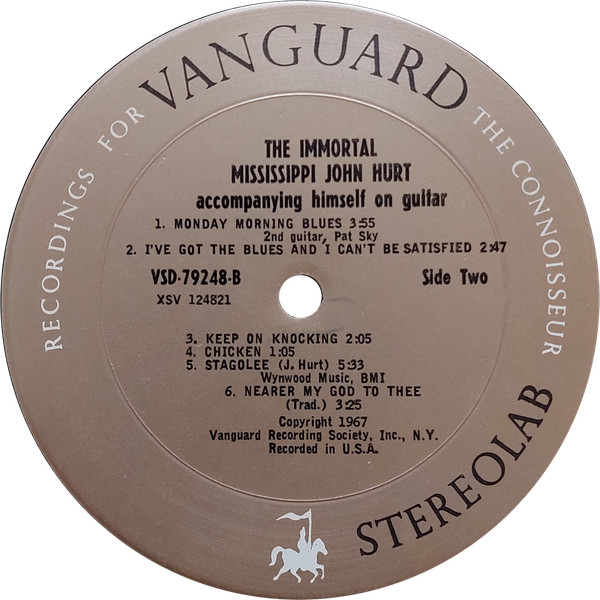 RECORDINGS FOR VANGUARD THE CONNOISSEUR
THE IMMORTAL
MISSISSIPPI JOHN HURT
accompanying himself on guitar
1. MONDAY MORNING BLUES 3:55
2nd guitar, Pat Sky
2. I'VE GOT THE BLUES AND I CAN'T BE SATISFIED 2:47
VSD-79248-B Side Two
XSV 124821
3. KEEP ON KNOCKING 2:05
4. CHICKEN 1:05
5. STAGOLEE (J. Hurt) 5:33
Wynwood Music, BMI
6. NEARER MY GOD TO THEE
(Trad.) 3:25
Copyright 1967
Vanguard Recording Society, Inc., N.Y.
Recorded in U.S.A.
STEREOLAB